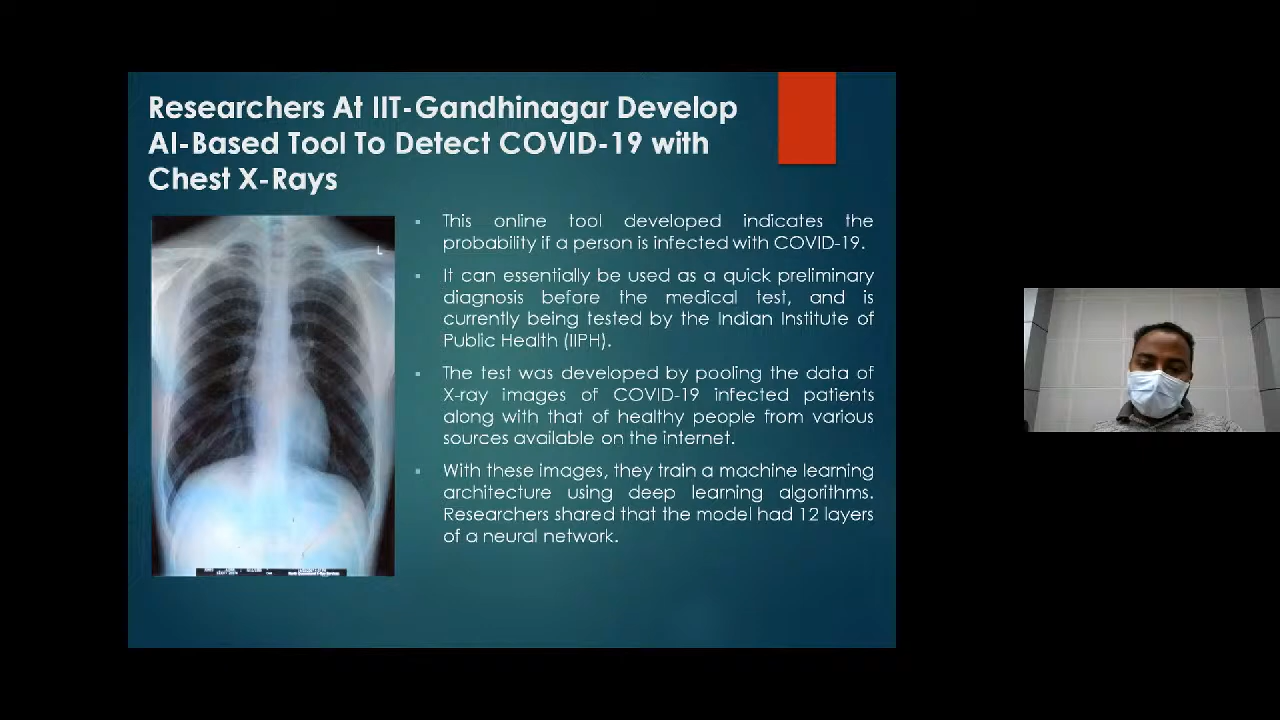 Researchers At IIT-Gandhinagar Develop
AI-Based Tool To Detect COVID-19 with
Chest X-Rays
L
This online tool developed indicates the
probability if a person is infected with COVID-19.
It can essentially be used as a quick preliminary
diagnosis before the medical test, and is
currently being tested by the Indian Institute of
Public Health (IIPH).
The test was developed by pooling the data of
X-ray images of COVID-19 infected patients
along with that of healthy people from various
sources available on the internet.
With these images, they train a machine learning
architecture using deep learning algorithms.
Researchers shared that the model had 12 layers
of a neural network.